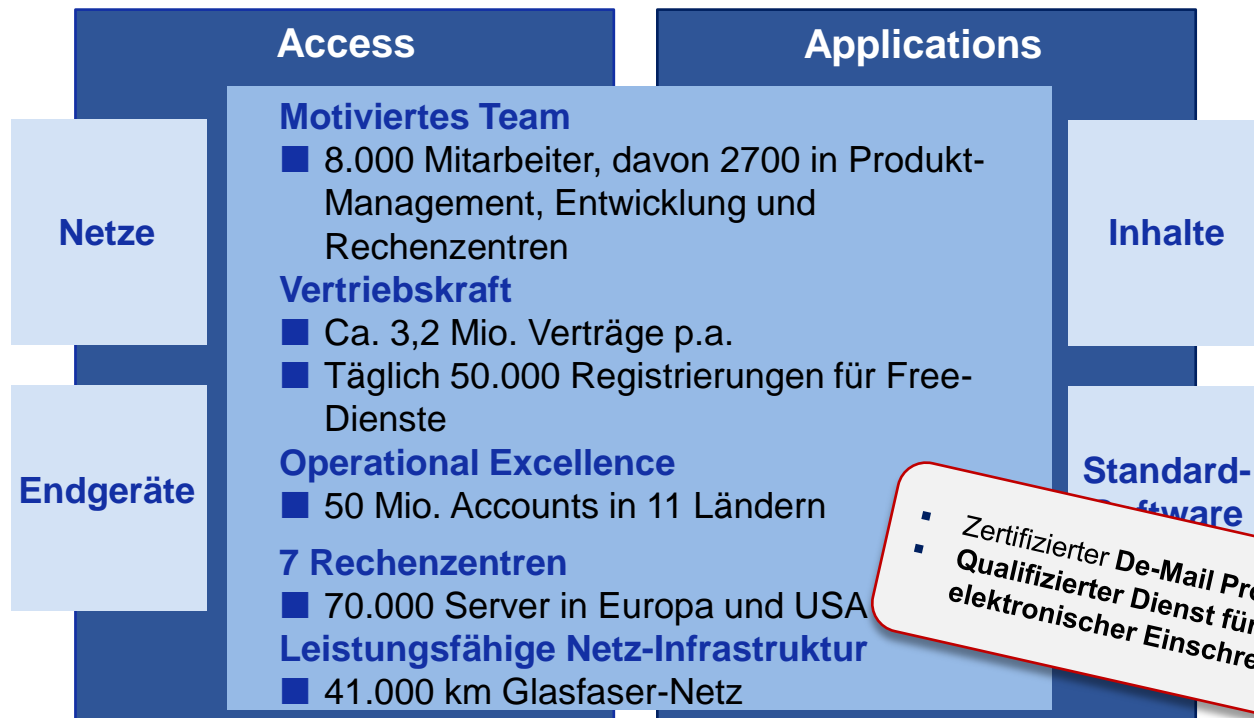 Access
Applications
Netze
Endgeräte
Motiviertes Team
8.000 Mitarbeiter, davon 2700 in Produkt-
Management, Entwicklung und
Rechenzentren
Vertriebskraft
Ca. 3,2 Mio. Verträge p.a.
Täglich 50.000 Registrierungen für Free-
Dienste
Operational Excellence
50 Mio. Accounts in 11 Ländern
7 Rechenzentren
70.000 Server in Europa und USA
Leistungsfähige Netz-Infrastruktur
41.000 km Glasfaser-Netz
Inhalte
Standard-
Zertifizierter De-Mail
Qualifizierter Dienst für
elektronischer